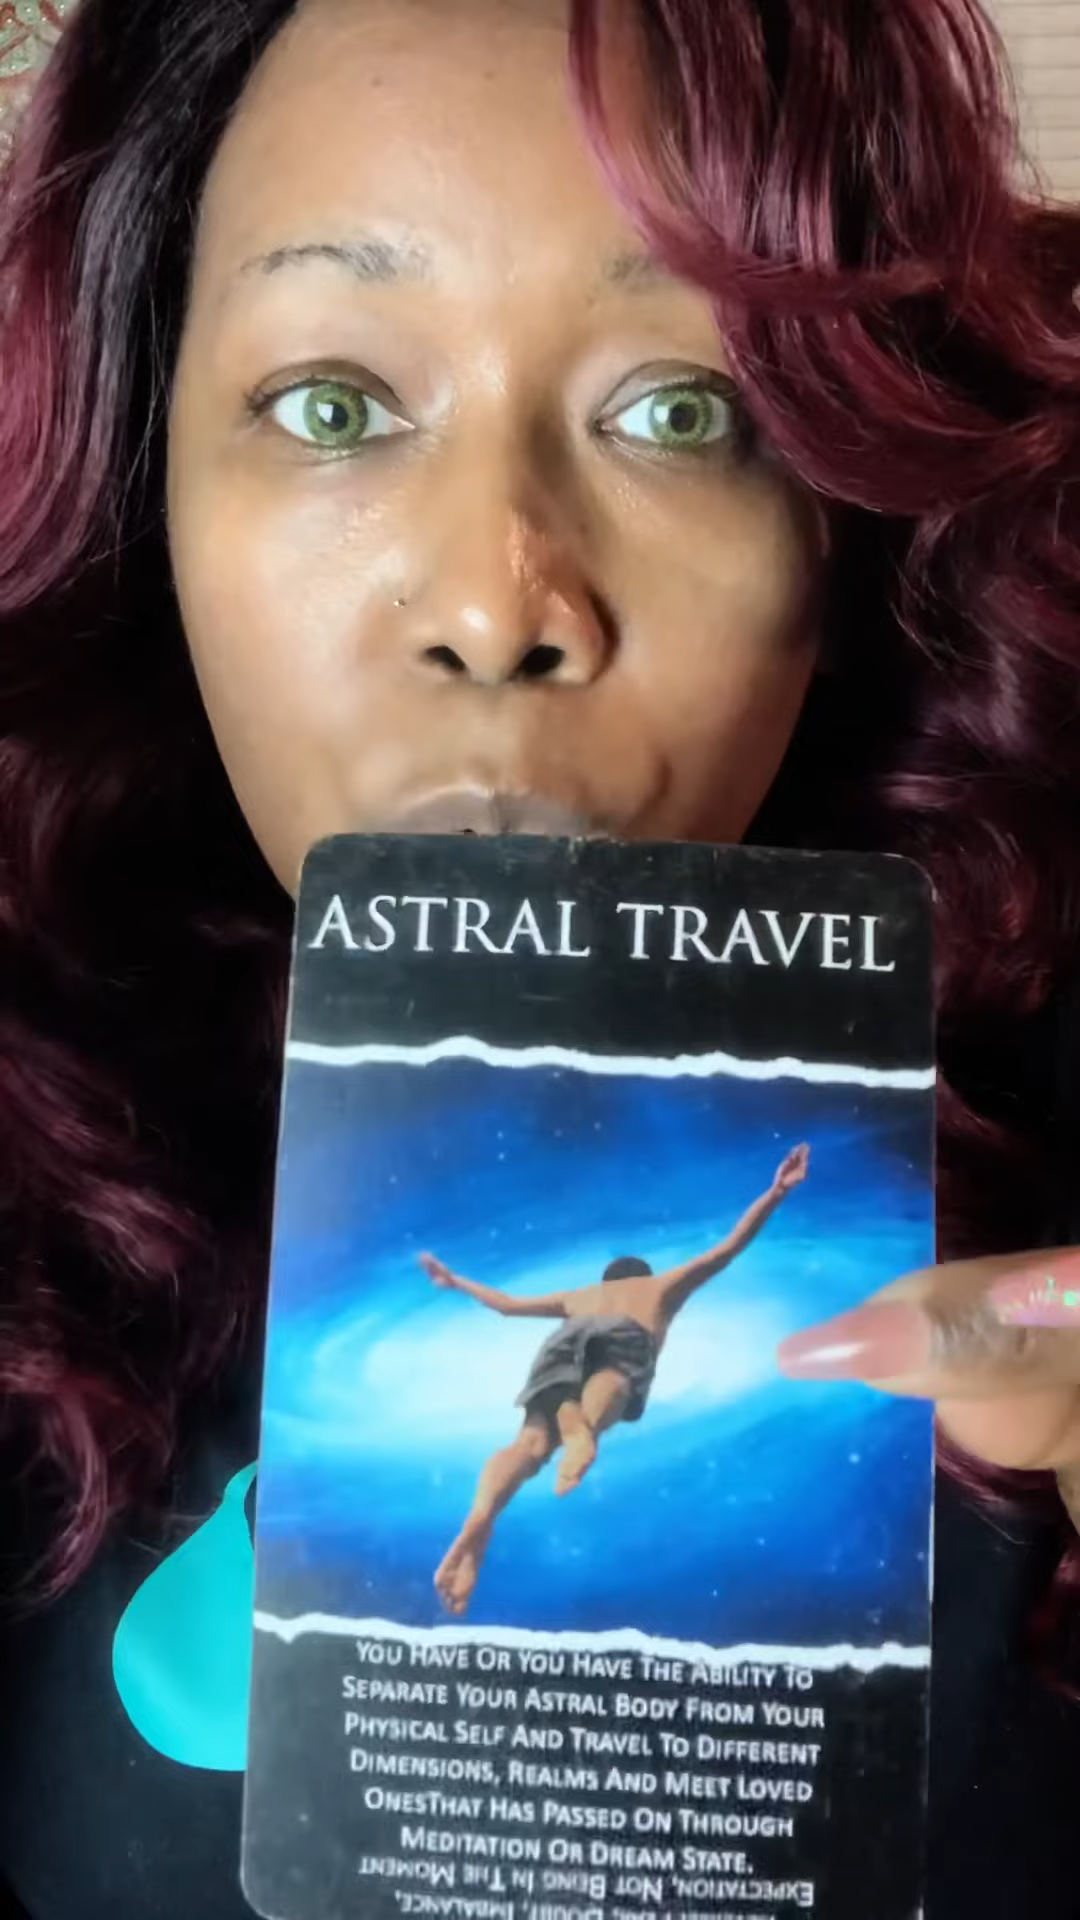 ASTRAL TRAVEL
YOU HAVE OR YOU HAVE THE ABILITY TO
SEPARATE YOUR ASTRAL BODY FROM YOUR
PHYSICAL SELF AND TRAVEL TO DIFFERENT
DIMENSIONS, REALMS AND MEET LOVED
ONESTHAT HAS PASSED ON THROUGH
MEDITATION OR DREAM STATE.
EXPECTATION, NOT BEING IN THE MOMENT
DOUBT, IMBALANCE,